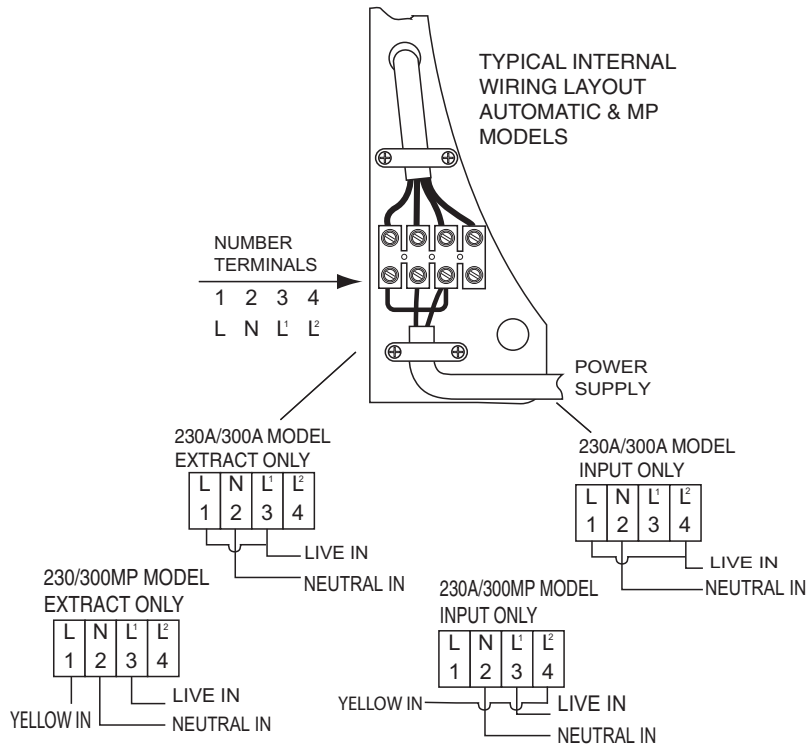 TYPICAL INTERNAL
WIRING LAYOUT
AUTOMATIC & MP
MODELS
NUMBER
TERMINALS
1 2 3 4
L N L¹ L²
POWER
SUPPLY
230A/300A MODEL
EXTRACT ONLY
L N L¹ L²
1 2 3 4
LIVE IN
NEUTRAL IN
230A/300A MODEL
INPUT ONLY
L N L¹ L²
1 2 3 4
LIVE IN
NEUTRAL IN
230/300MP MODEL
EXTRACT ONLY
L N L¹ L²
1 2 3 4
LIVE IN
YELLOW IN
NEUTRAL IN
230A/300MP MODEL
INPUT ONLY
L N L¹ L²
1 2 3 4
YELLOW IN
LIVE IN
NEUTRAL IN